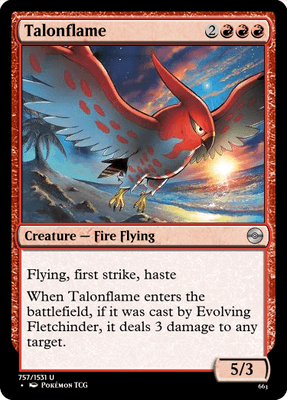 Talonflame 2
Creature — Fire Flying
Flying, first strike, haste
When Talonflame enters the
battlefield, if it was cast by Evolving
Fletchinder, it deals 3 damage to any
target.
5/3
757/1531 U
• Pokémon TCG
661